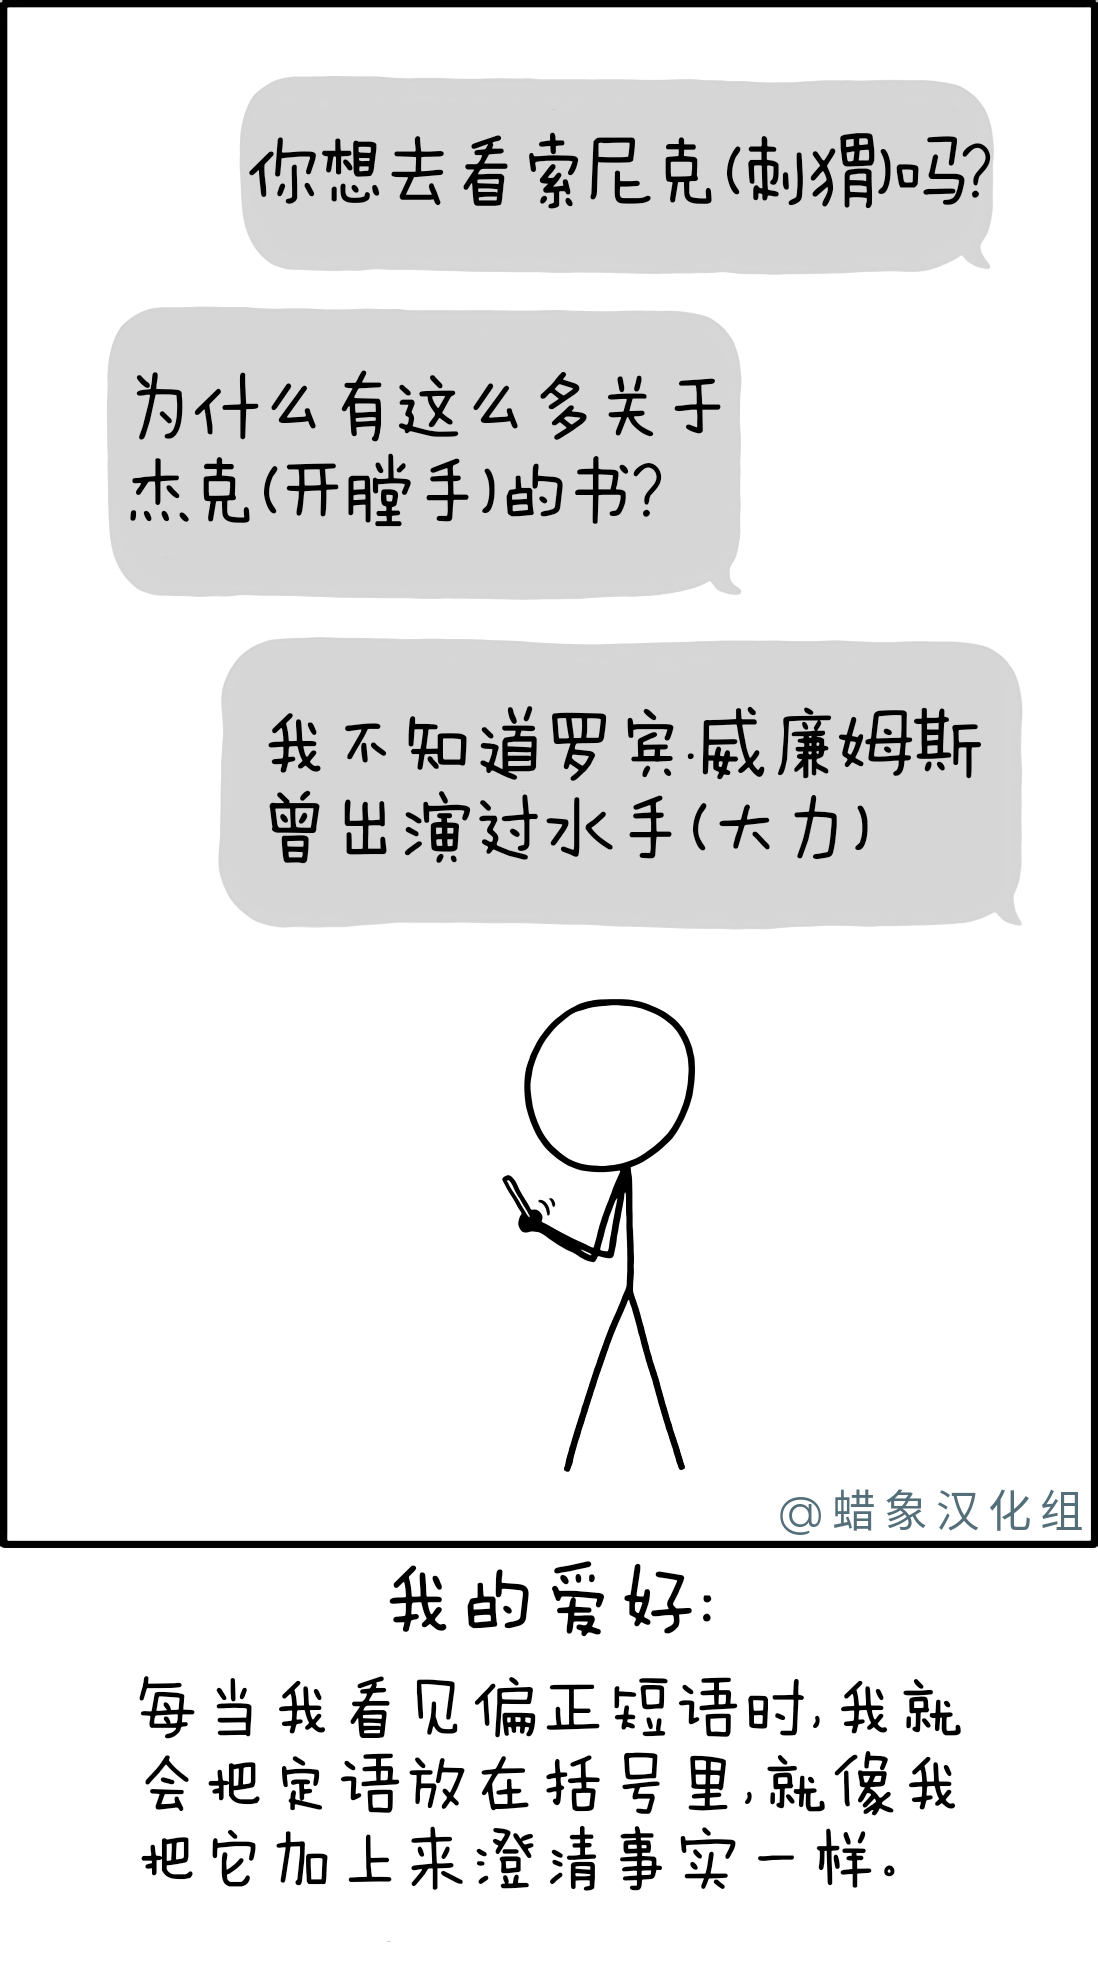 你想去看索尼克(刺猬)吗?
为什么有这么多关于
杰克(开膛手)的书?
我不知道罗宾.威廉姆斯
曾出演过水手(大力)
@蜡象汉化组
我的爱好:
每当我看见偏正短语时,我就
会把定语放在括号里,就像我
把它加上来澄清事实一样。